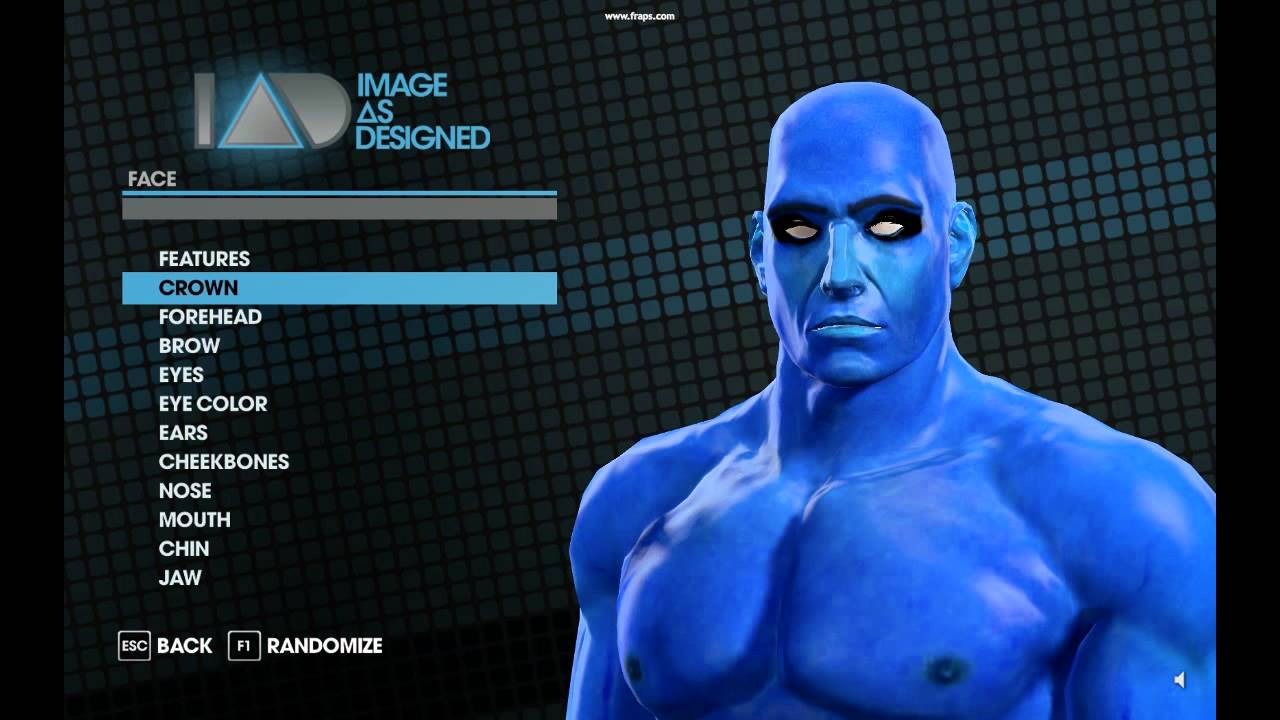 www.fraps.com
IAD
IMAGE
AS
DESIGNED
FACE
FEATURES
CROWN
FOREHEAD
BROW
EYES
EYE COLOR
EARS
CHEEKBONES
NOSE
MOUTH
CHIN
JAW
ESC BACK F1 RANDOMIZE